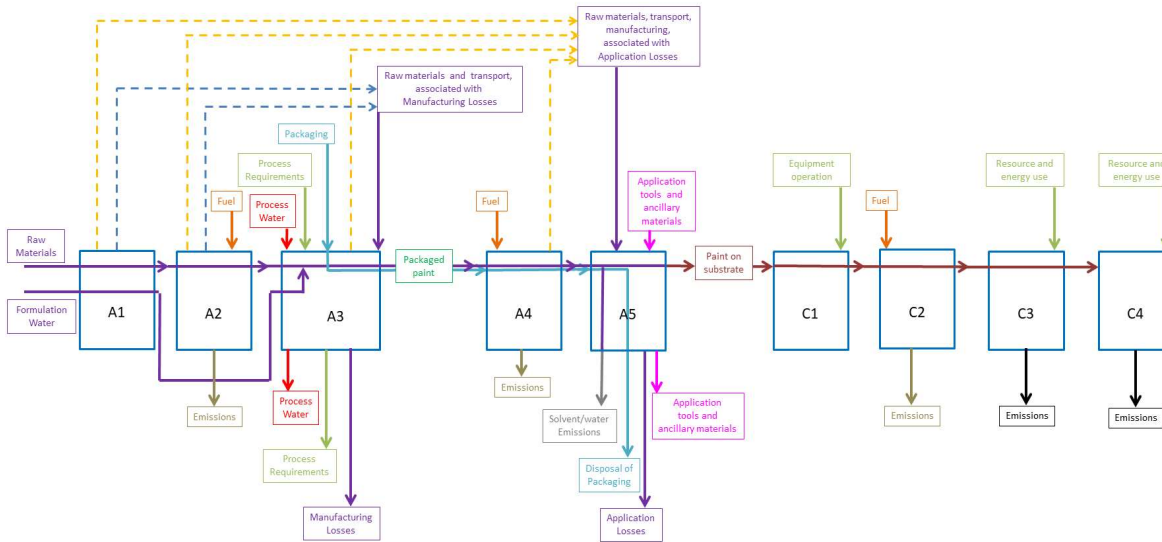 Raw materials, transport,
manufacturing,
associated with
Application Losses
Raw materials and transport,
associated with
Manufacturing Losses
Packaging
Process
Requirements
Equipment
operation
Resource and
energy use
Resource and
energy use
Application
tools and
ancillary
materials
Fuel
Process
Water
Fuel
Fuel
Raw
Materials
Packaged
paint
Paint on
substrate
Formulation
Water
A1
A2
A3
A4
A5
C1
C2
C3
C4
Emissions
Process
Water
Emissions
Solvent/water
Emissions
Application
tools and
ancillary materials
Emissions
Emissions
Emissions
Process
Requirements
Disposal of
Packaging
Manufacturing
Losses
Application
Losses